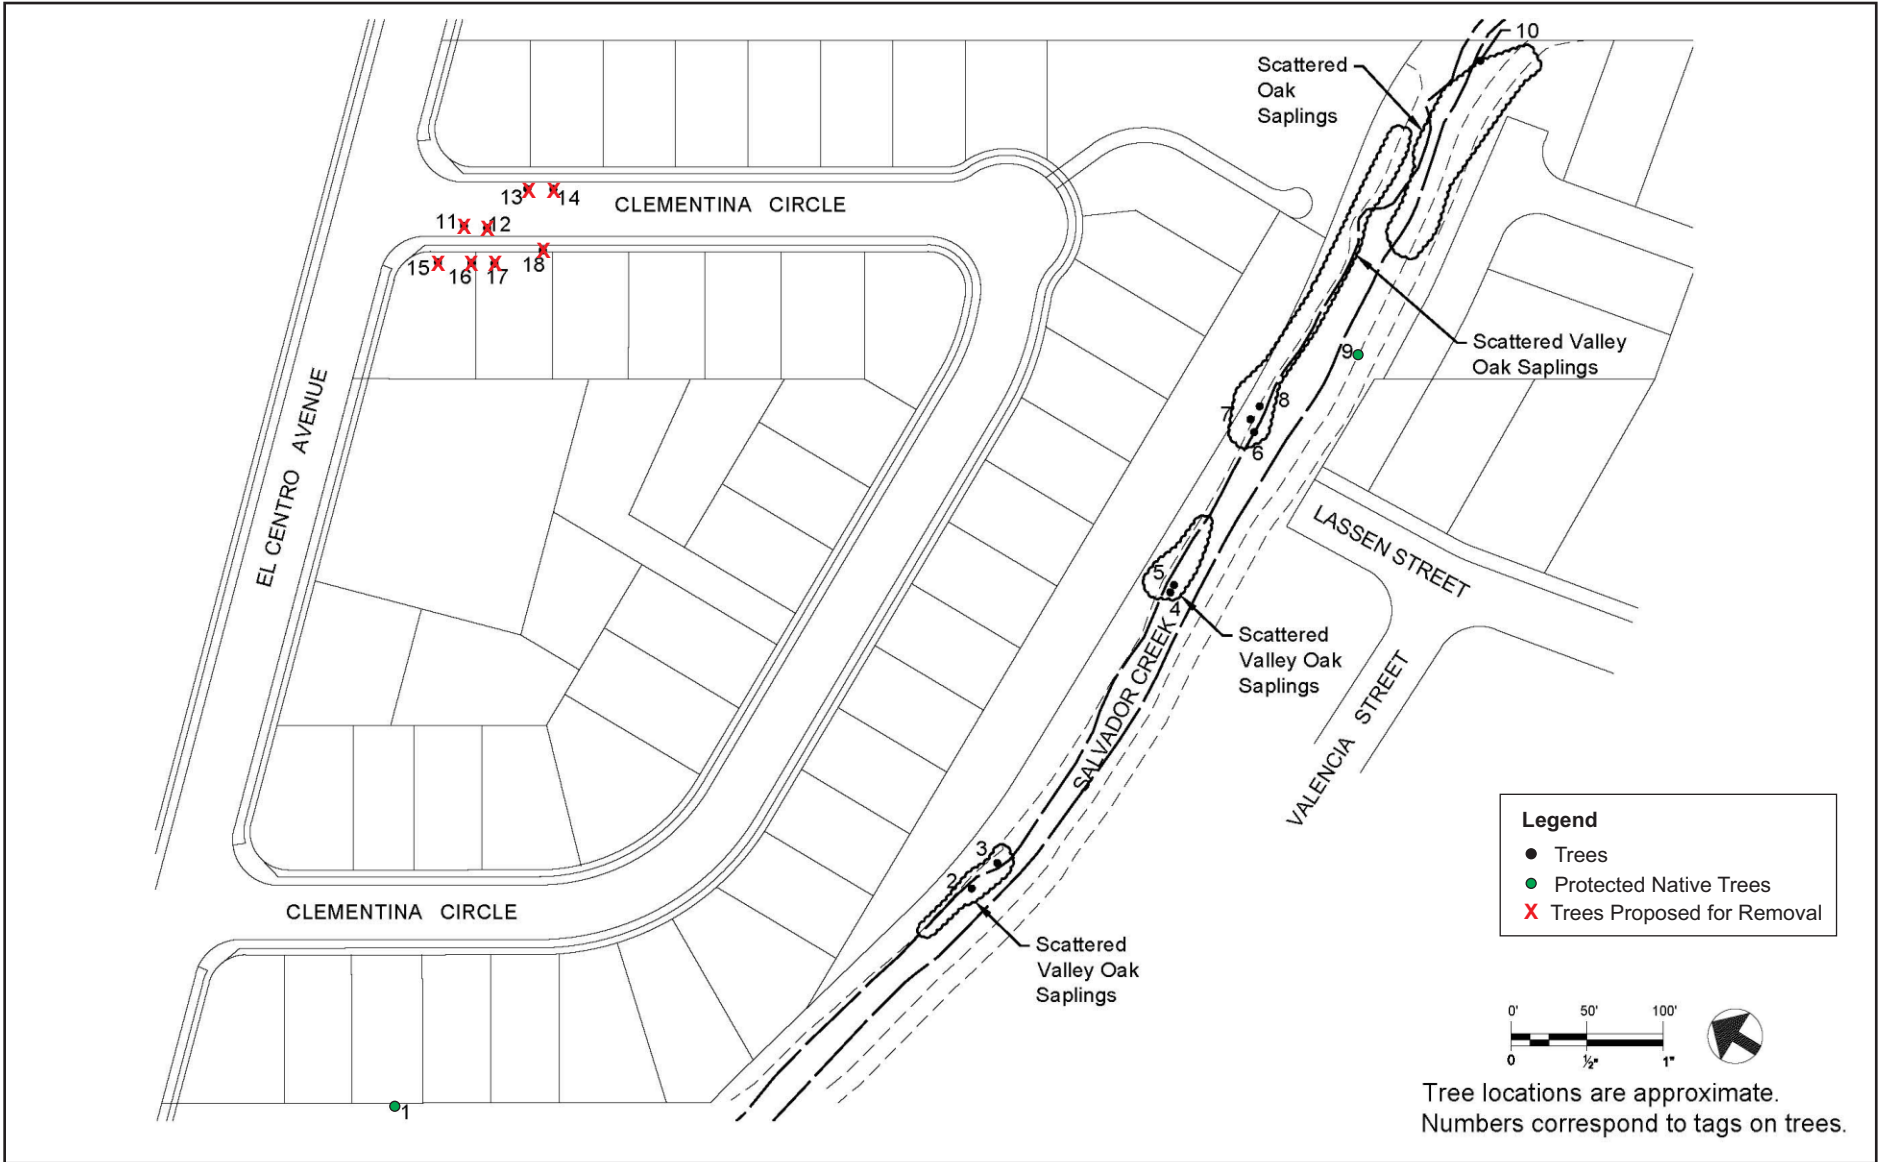 10
Scattered
Oak
Saplings
13 X X 14
CLEMENTINA CIRCLE
11 X X 12
18 X
15 X 16 X X 17
Scattered Valley
Oak Saplings
9
EL CENTRO AVENUE
7 8
6
LASSEN STREET
5
4
Scattered
Valley Oak
Saplings
SALVADOR CREEK
VALENCIA STREET
3
2
CLEMENTINA CIRCLE
Scattered
Valley Oak
Saplings
1
Legend
Trees
Protected Native Trees
X Trees Proposed for Removal
0' 50' 100'
0 ½" 1"
Tree locations are approximate.
Numbers correspond to tags on trees.